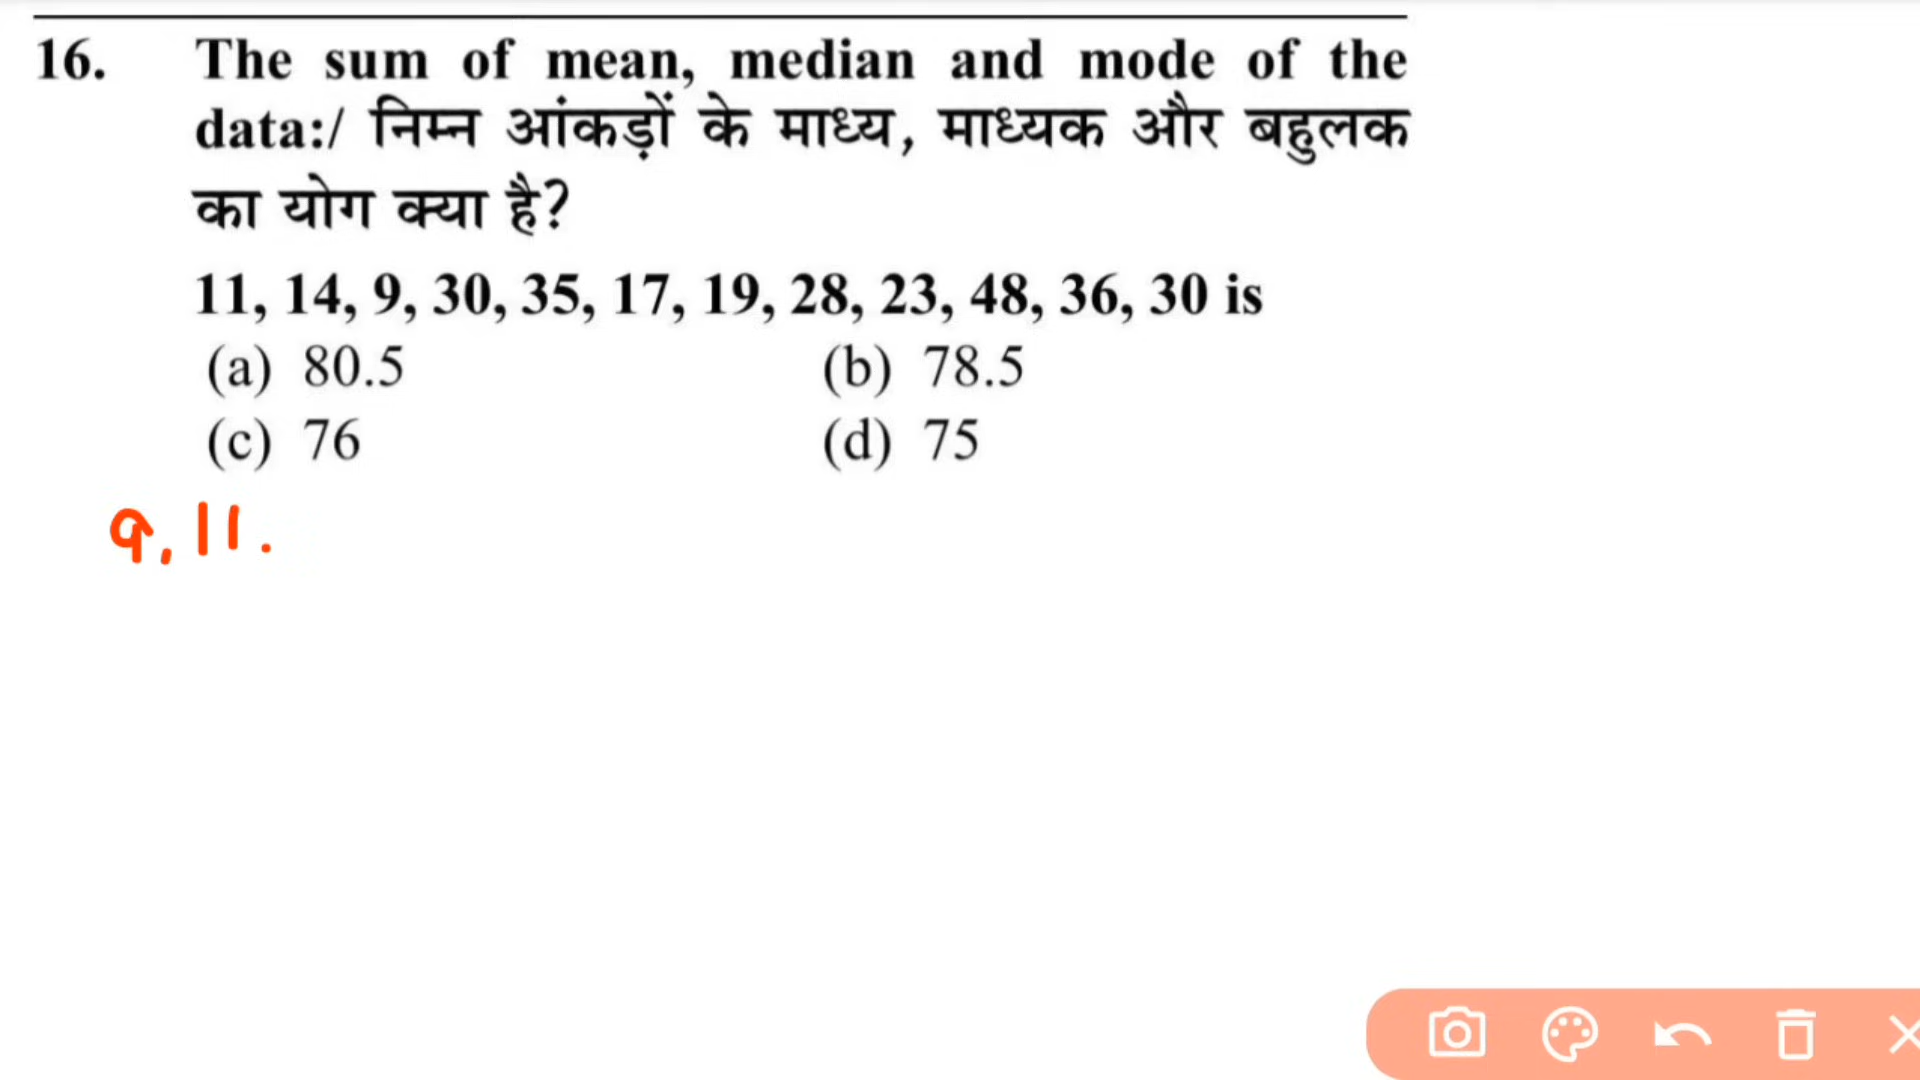 16. The sum of mean, median and mode of the
data:/ निम्न आंकड़ों के माध्य, माध्यक और बहुलक
का योग क्या है?
11, 14, 9, 30, 35, 17, 19, 28, 23, 48, 36, 30 is
(a) 80.5 (b) 78.5
(c) 76 (d) 75
9, 11.